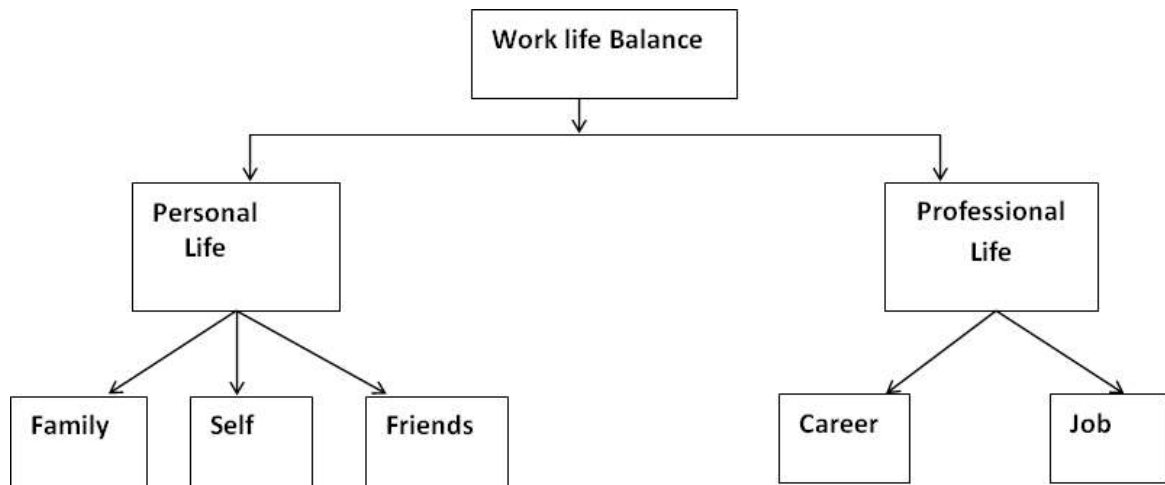 Work life Balance
Personal
Life
Professional
Life
Family
Self
Friends
Career
Job